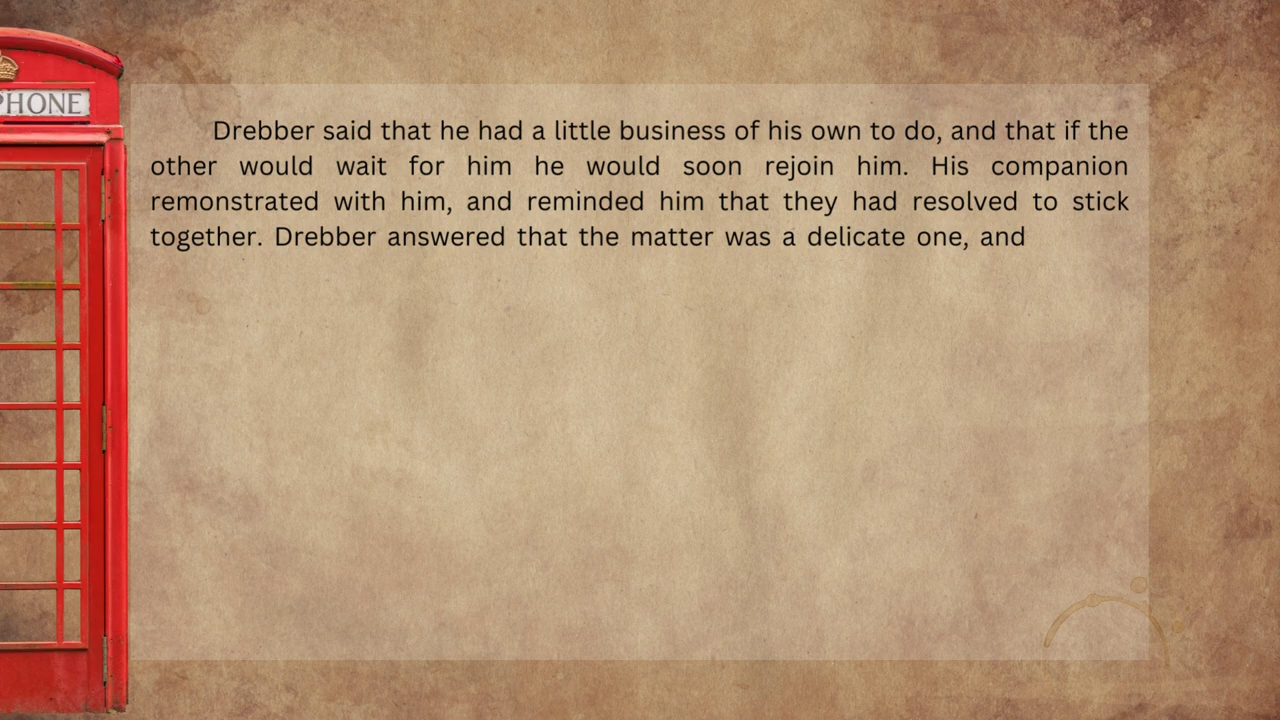 PHONE
Drebber said that he had a little business of his own to do, and that if the
other would wait for him he would soon rejoin him. His companion
remonstrated with him, and reminded him that they had resolved to stick
together. Drebber answered that the matter was a delicate one, and